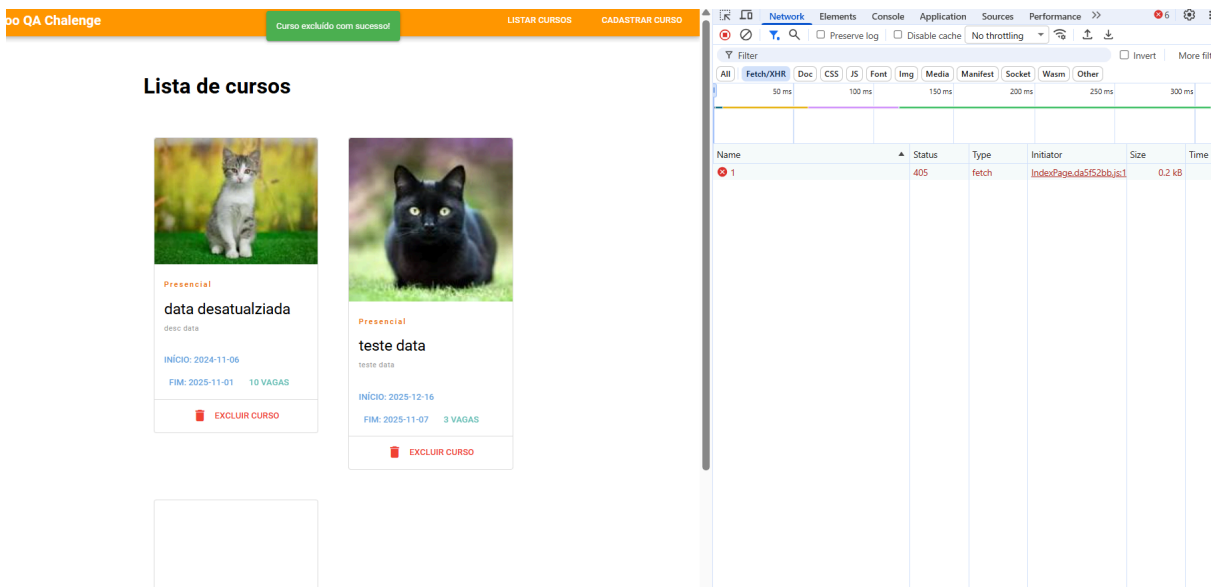 oo QA Chalenge
Curso excluído com sucesso!
LISTAR CURSOS
CADASTRAR CURSO
Lista de cursos
Presencial
data desatualziada
desc data
INÍCIO: 2024-11-06
FIM: 2025-11-01 10 VAGAS
EXCLUIR CURSO
Presencial
teste data
teste data
INÍCIO: 2025-12-16
FIM: 2025-11-07 3 VAGAS
EXCLUIR CURSO
Network Elements Console Application Sources Performance 6
Preserve log Disable cache No throttling
Filter Invert More filt
All Fetch/XHR Doc CSS JS Font Img Media Manifest Socket Wasm Other
50 ms 100 ms 150 ms 200 ms 250 ms 300 ms
Name Status Type Initiator Size Time
1 405 fetch IndexPage.da5f52bb.js:1 0.2 kB